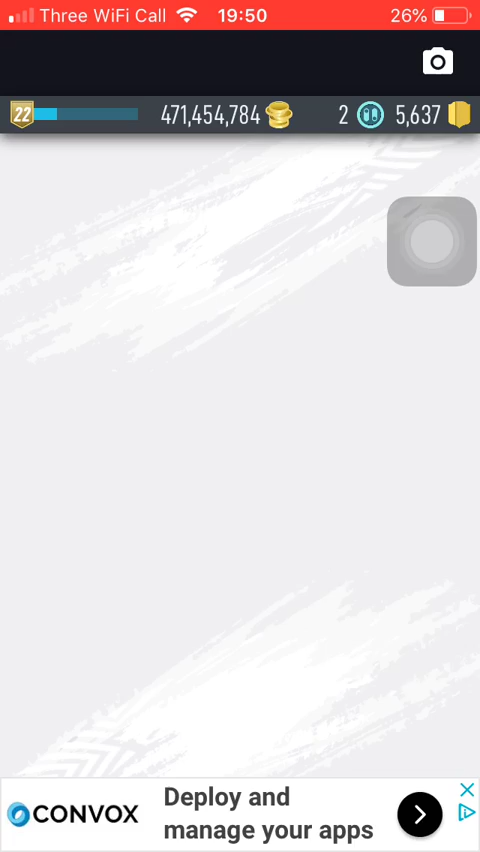 Three WiFi Call 19:50 26%
22 471,454,784 2 5,637
CONVOX
Deploy and
manage your apps